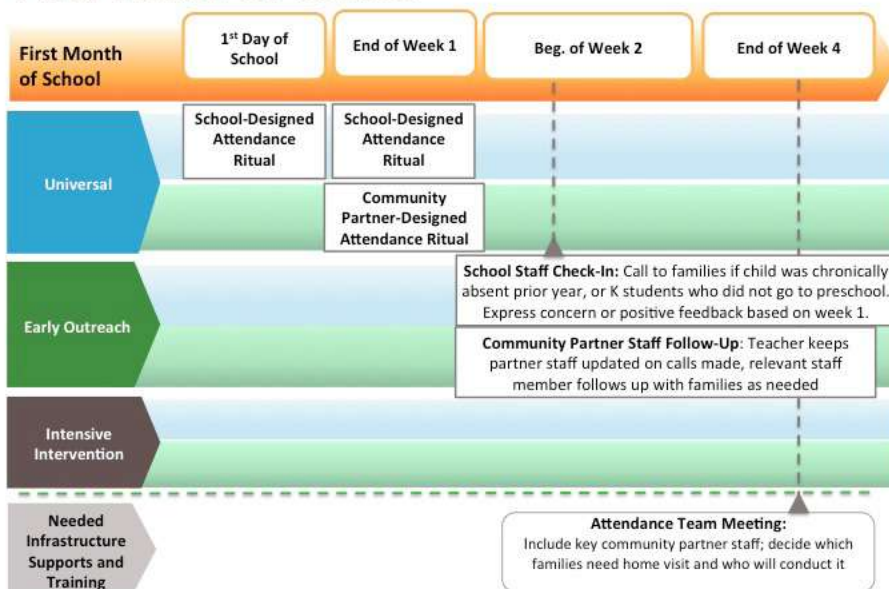 First Month
of School
1st Day of
School
End of Week 1
Beg. of Week 2
End of Week 4
Universal
School-Designed
Attendance
Ritual
School-Designed
Attendance
Ritual
Community
Partner-Designed
Attendance Ritual
Early Outreach
School Staff Check-In: Call to families if child was chronically
absent prior year, or K students who did not go to preschool.
Express concern or positive feedback based on week 1.
Community Partner Staff Follow-Up: Teacher keeps
partner staff updated on calls made, relevant staff
member follows up with families as needed
Intensive
Intervention
Needed
Infrastructure
Supports and
Training
Attendance Team Meeting:
Include key community partner staff; decide which
families need home visit and who will conduct it